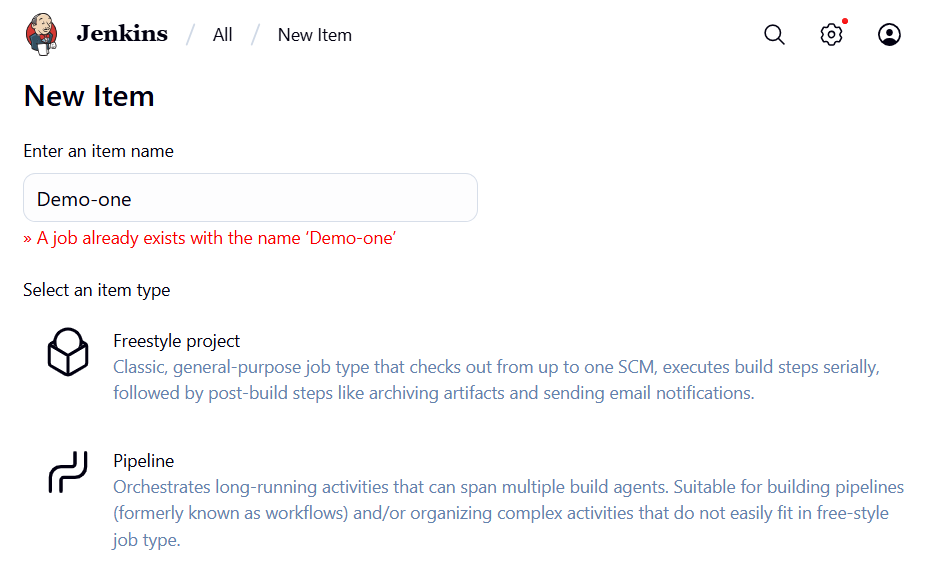 Jenkins / All / New Item
New Item
Enter an item name
Demo-one
» A job already exists with the name ‘Demo-one’
Select an item type
Freestyle project
Classic, general-purpose job type that checks out from up to one SCM, executes build steps serially,
followed by post-build steps like archiving artifacts and sending email notifications.
Pipeline
Orchestrates long-running activities that can span multiple build agents. Suitable for building pipelines
(formerly known as workflows) and/or organizing complex activities that do not easily fit in free-style
job type.